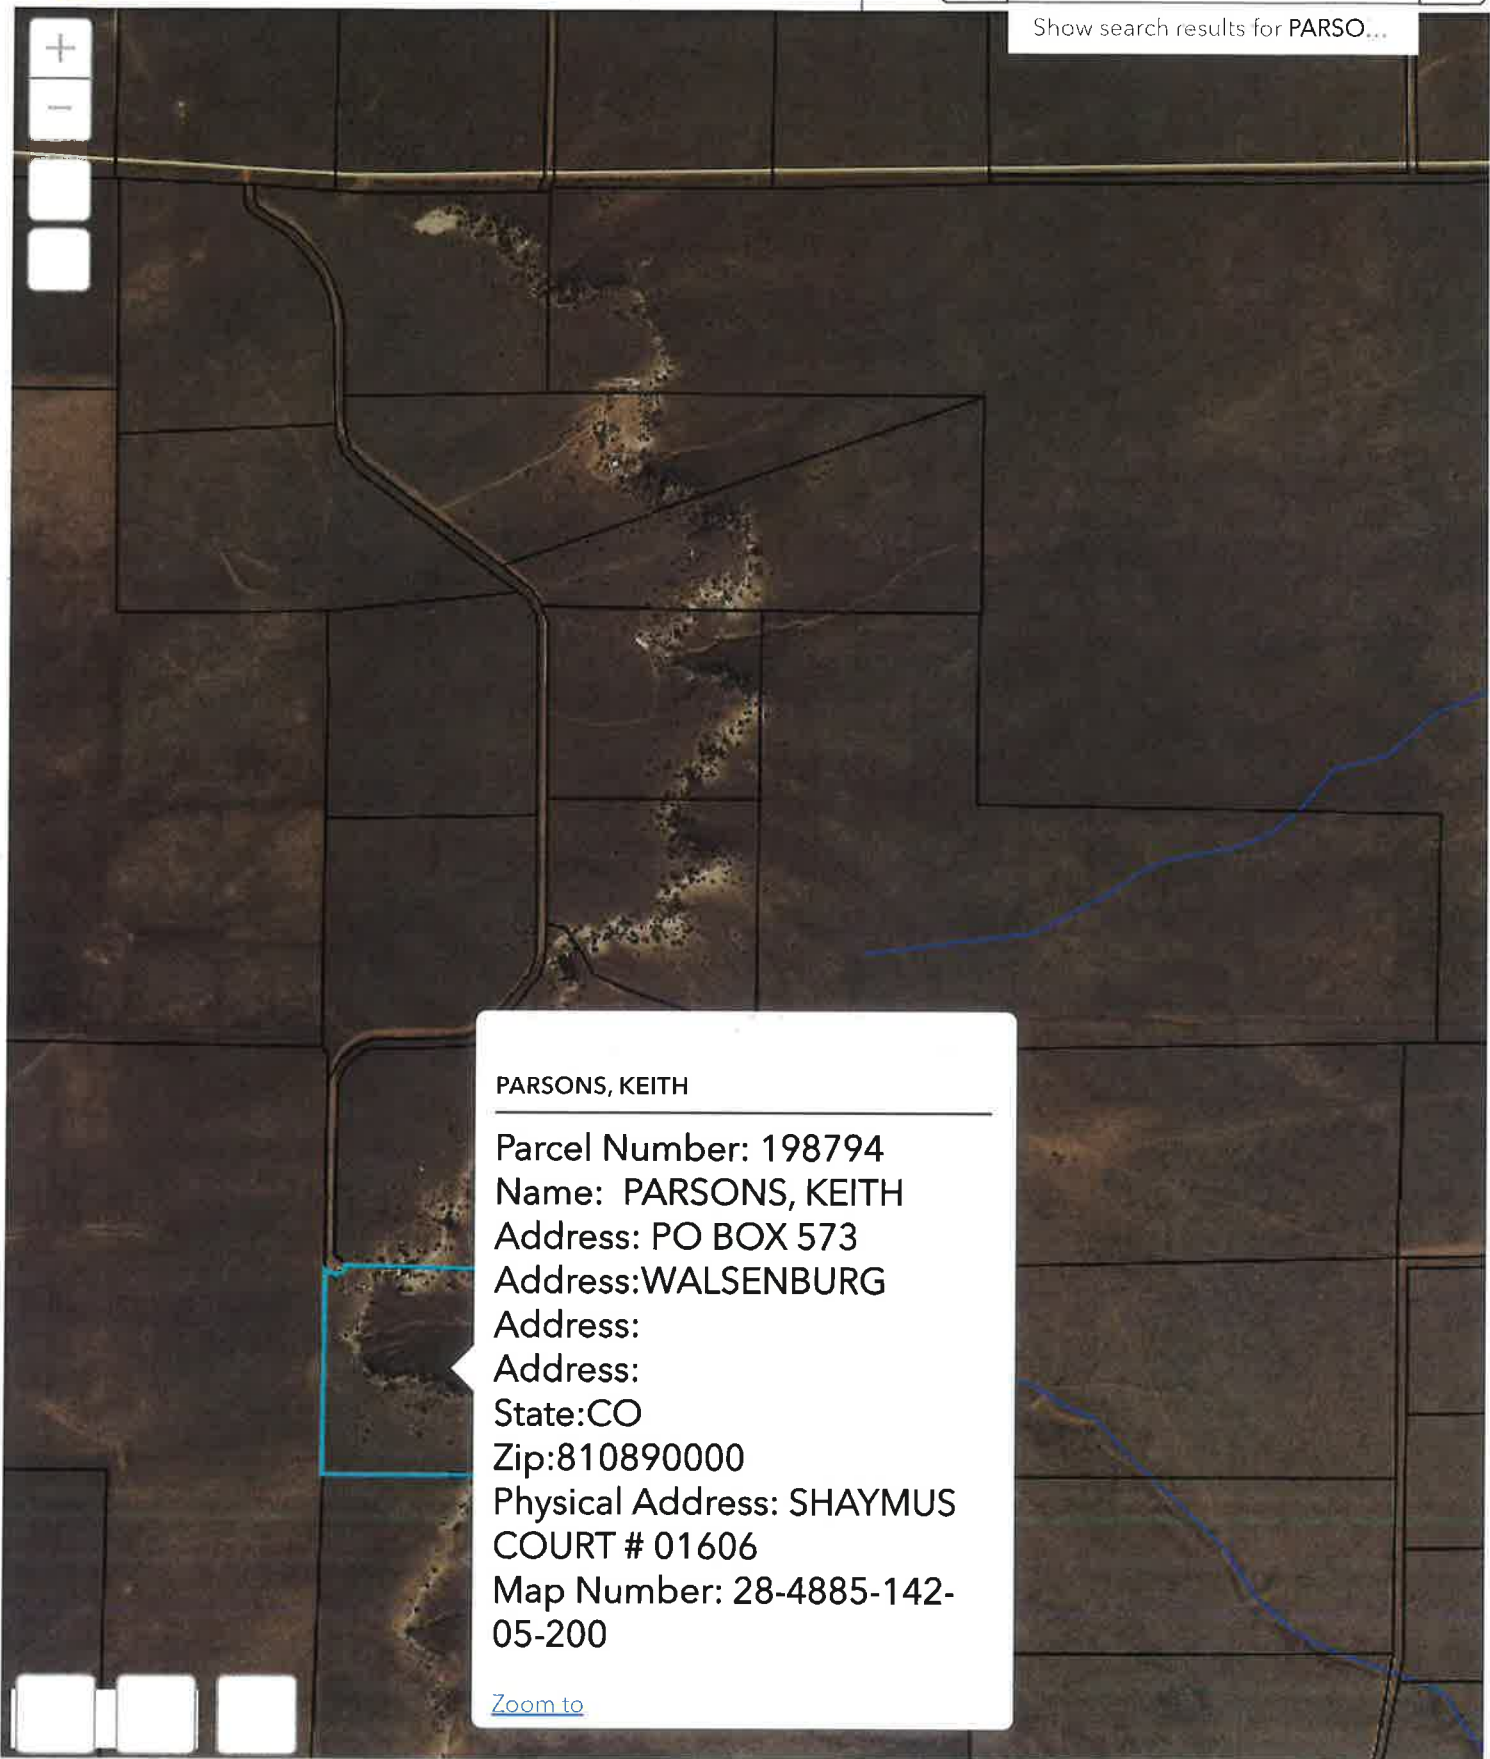 Show search results for PARSO...
+
−
PARSONS, KEITH
Parcel Number: 198794
Name: PARSONS, KEITH
Address: PO BOX 573
Address:WALSENBURG
Address:
Address:
State:CO
Zip:810890000
Physical Address: SHAYMUS
COURT # 01606
Map Number: 28-4885-142-
05-200
Zoom to